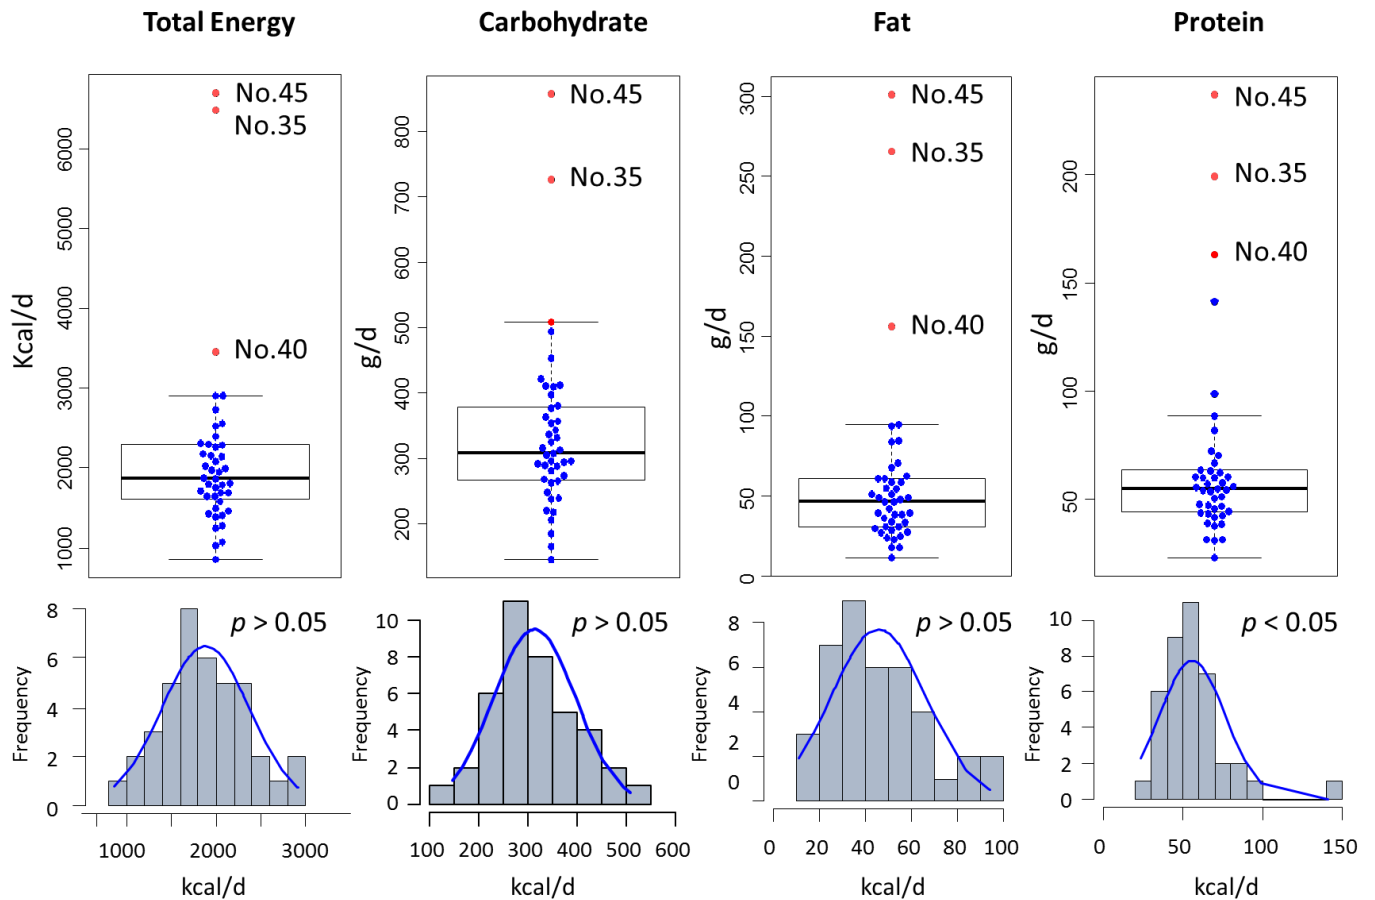 Total Energy
Carbohydrate
Fat
Protein
Kcal/d
6000
5000
4000
3000
2000
1000
No.45
No.35
No.40
g/d
800
700
600
500
400
300
200
No.45
No.35
g/d
300
250
200
150
100
50
0
No.45
No.35
No.40
g/d
200
150
100
50
No.45
No.35
No.40
Frequency
8
6
4
2
0
p > 0.05
1000 2000 3000
kcal/d
Frequency
10
8
6
4
2
0
p > 0.05
100 200 300 400 500 600
kcal/d
Frequency
8
6
4
2
0
p > 0.05
0 20 40 60 80 100
kcal/d
Frequency
10
8
6
4
2
0
p < 0.05
0 50 100 150
kcal/d